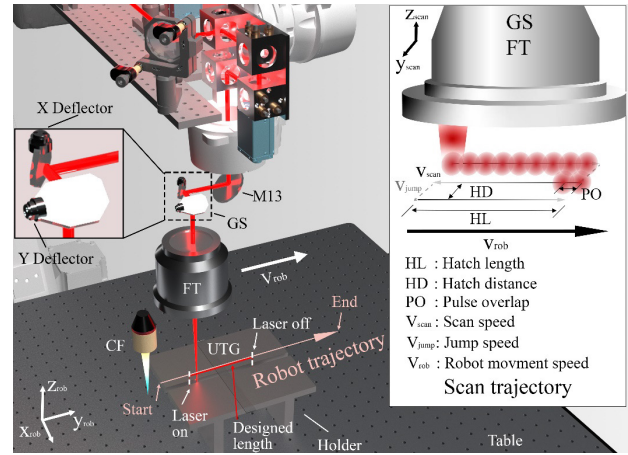 X Deflector
Y Deflector
M13
GS
FT
Vrob
CF
UTG
Laser off
End
Robot trajectory
Start
Laser
on
Designed
length
Holder
Table
Zrob
yrob
Xrob
Zscan
yscan
GS
FT
Vscan
Vjump
HD
PO
HL
Vrob
HL : Hatch length
HD : Hatch distance
PO : Pulse overlap
Vscan : Scan speed
Vjump : Jump speed
Vrob : Robot movment speed
Scan trajectory